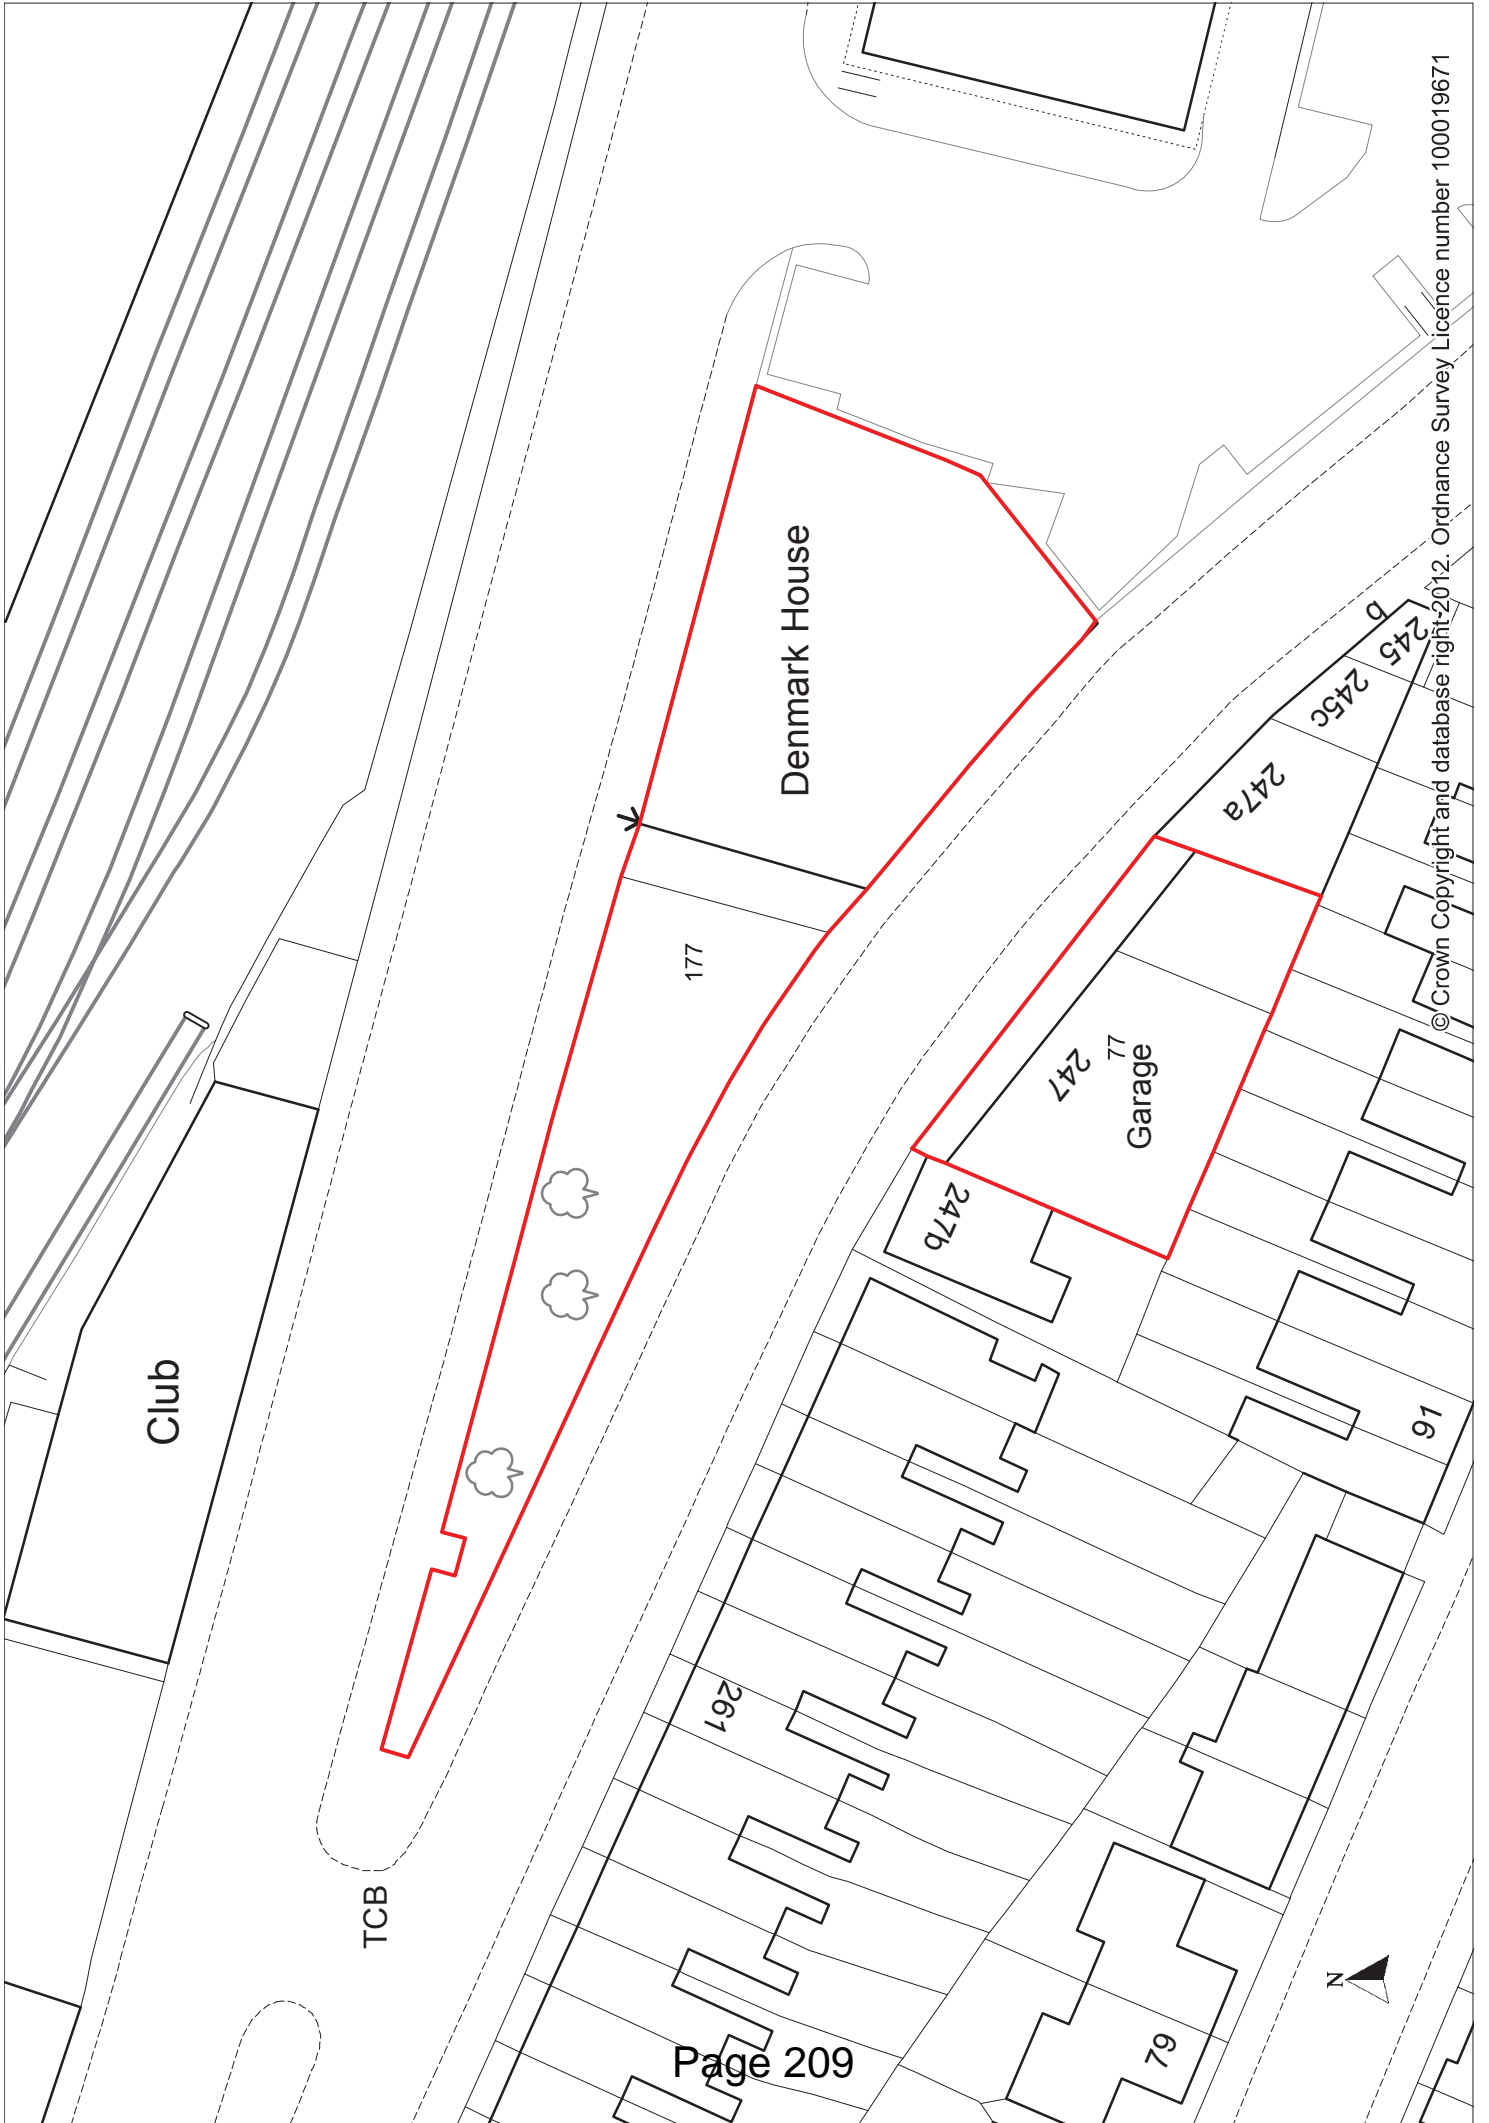 © Crown Copyright and database right 2012. Ordnance Survey Licence number 100019671
Denmark House
177
b
245
245c
247a
247
77
Garage
247b
Club
91
261
TCB
N
79
Page 209